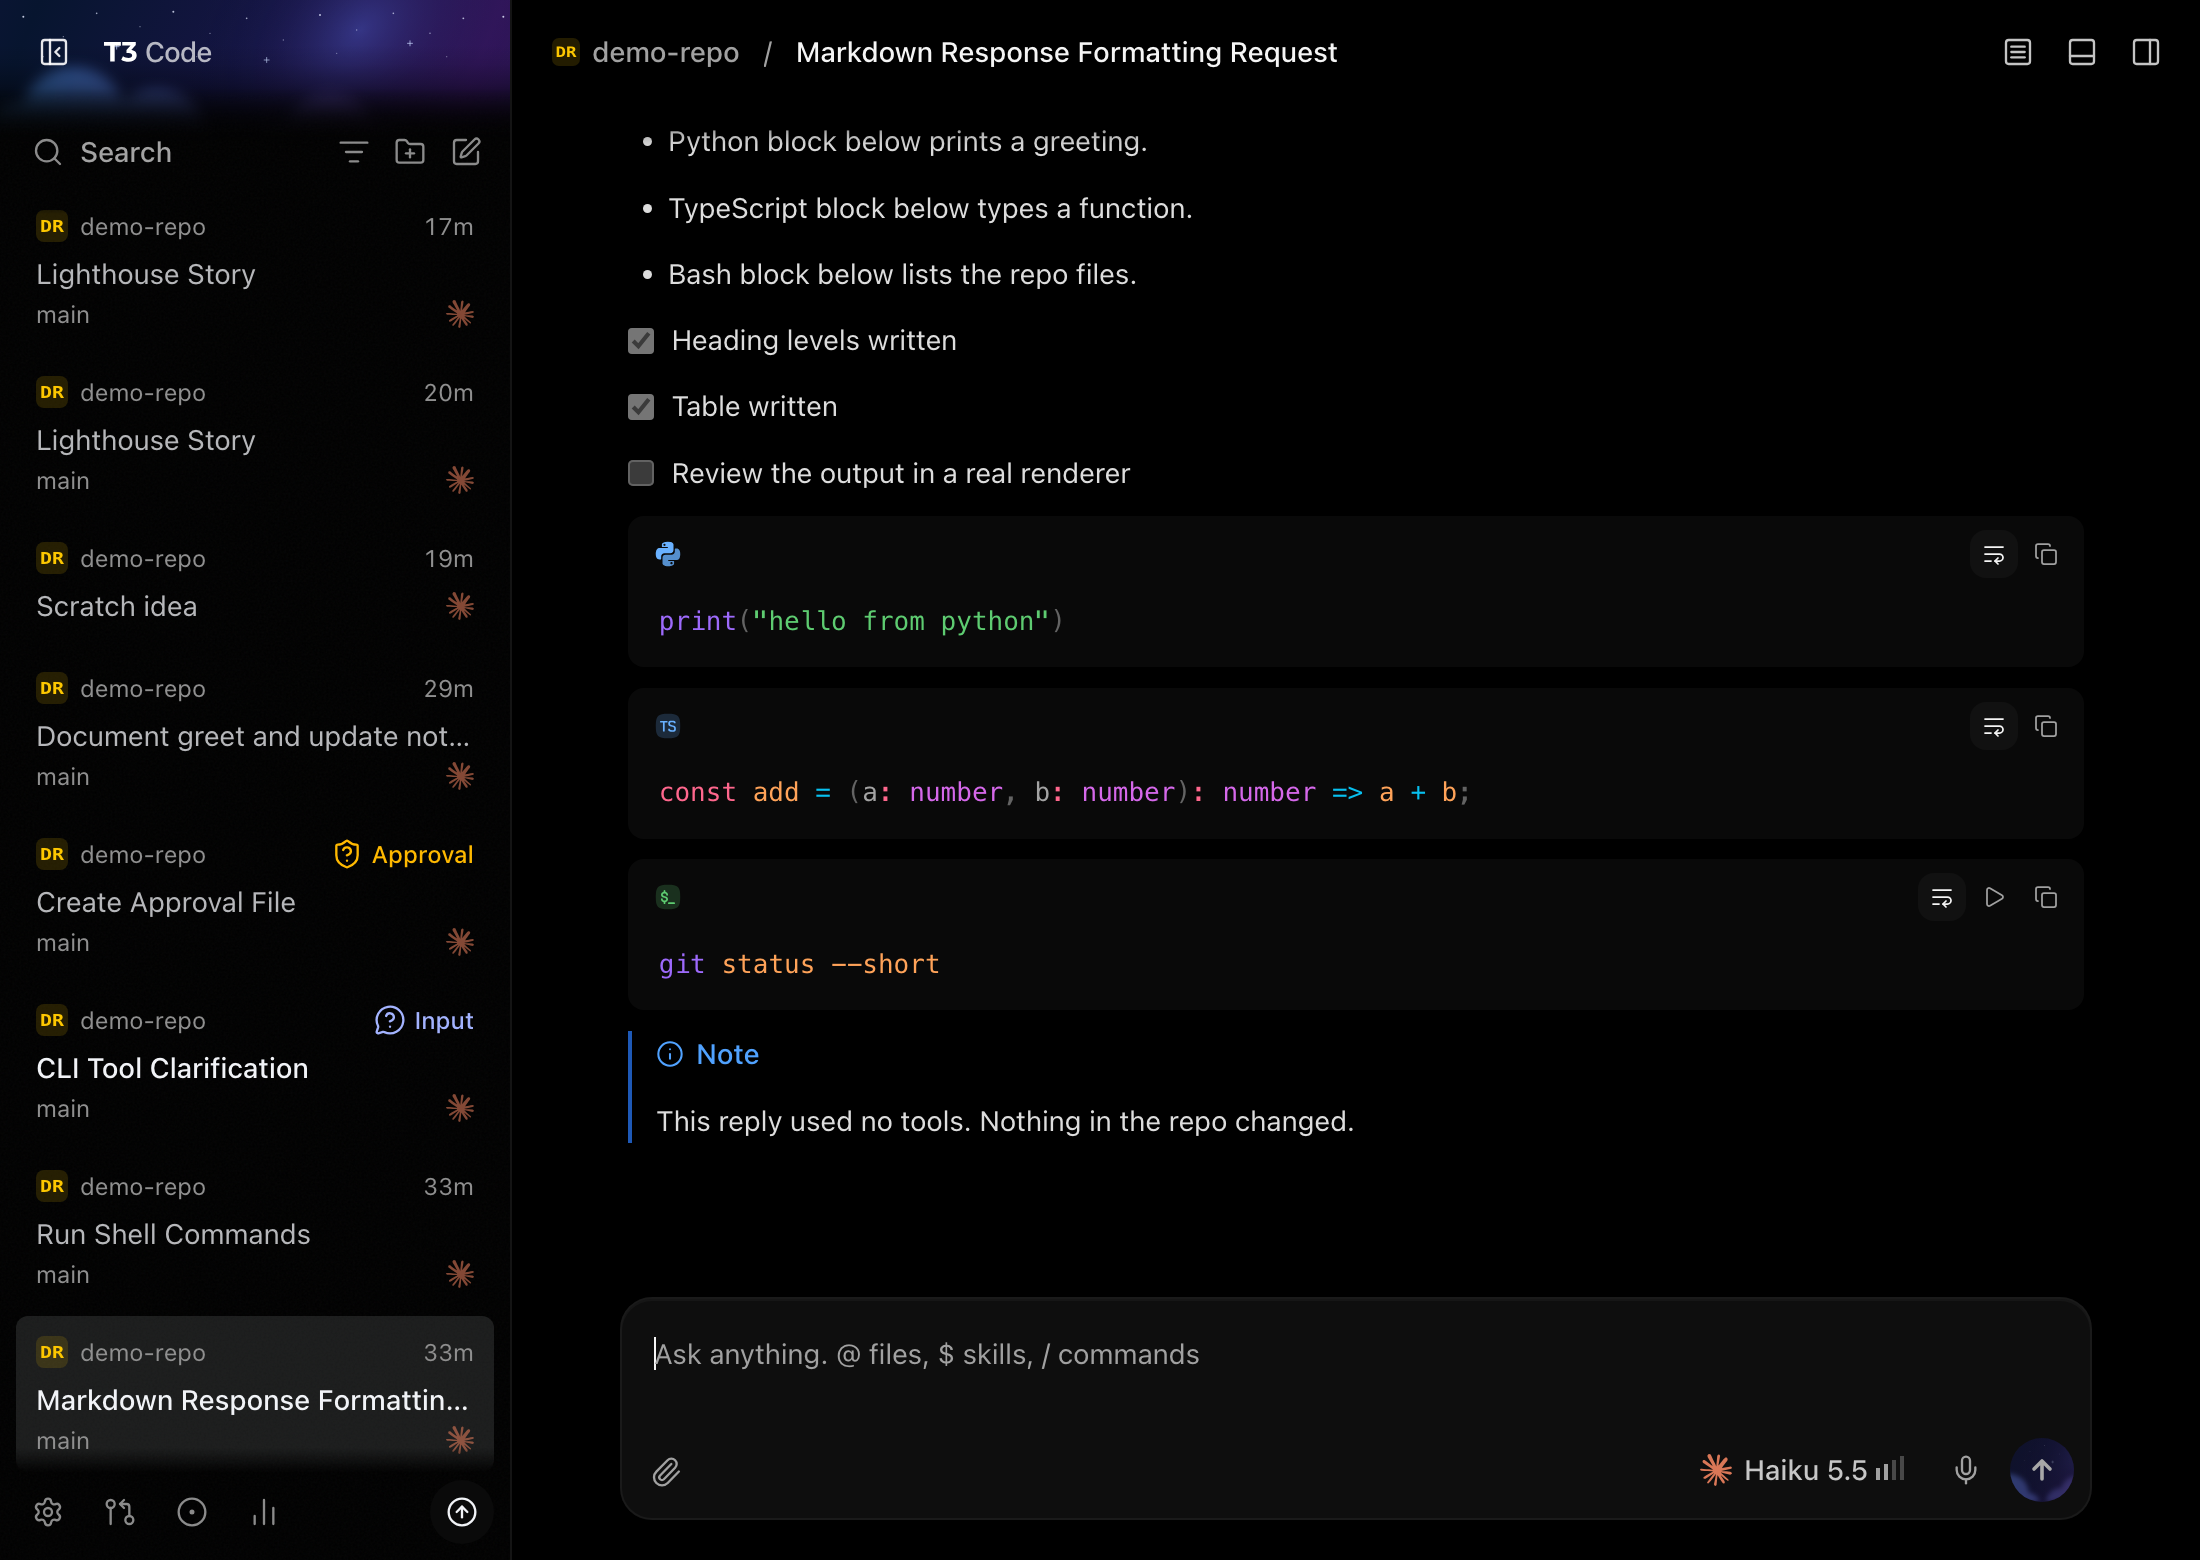 T3 Code
Search
DR demo-repo 17m
Lighthouse Story
main
DR demo-repo 20m
Lighthouse Story
main
DR demo-repo 19m
Scratch idea
DR demo-repo 29m
Document greet and update not...
main
DR demo-repo Approval
Create Approval File
main
DR demo-repo Input
CLI Tool Clarification
main
DR demo-repo 33m
Run Shell Commands
main
DR demo-repo 33m
Markdown Response Formattin...
main
DR demo-repo / Markdown Response Formatting Request
• Python block below prints a greeting.
• TypeScript block below types a function.
• Bash block below lists the repo files.
Heading levels written
Table written
Review the output in a real renderer
print("hello from python")
TS
const add = (a: number, b: number): number => a + b;
$_
git status --short
Note
This reply used no tools. Nothing in the repo changed.
Ask anything. @ files, $ skills, / commands
Haiku 5.5